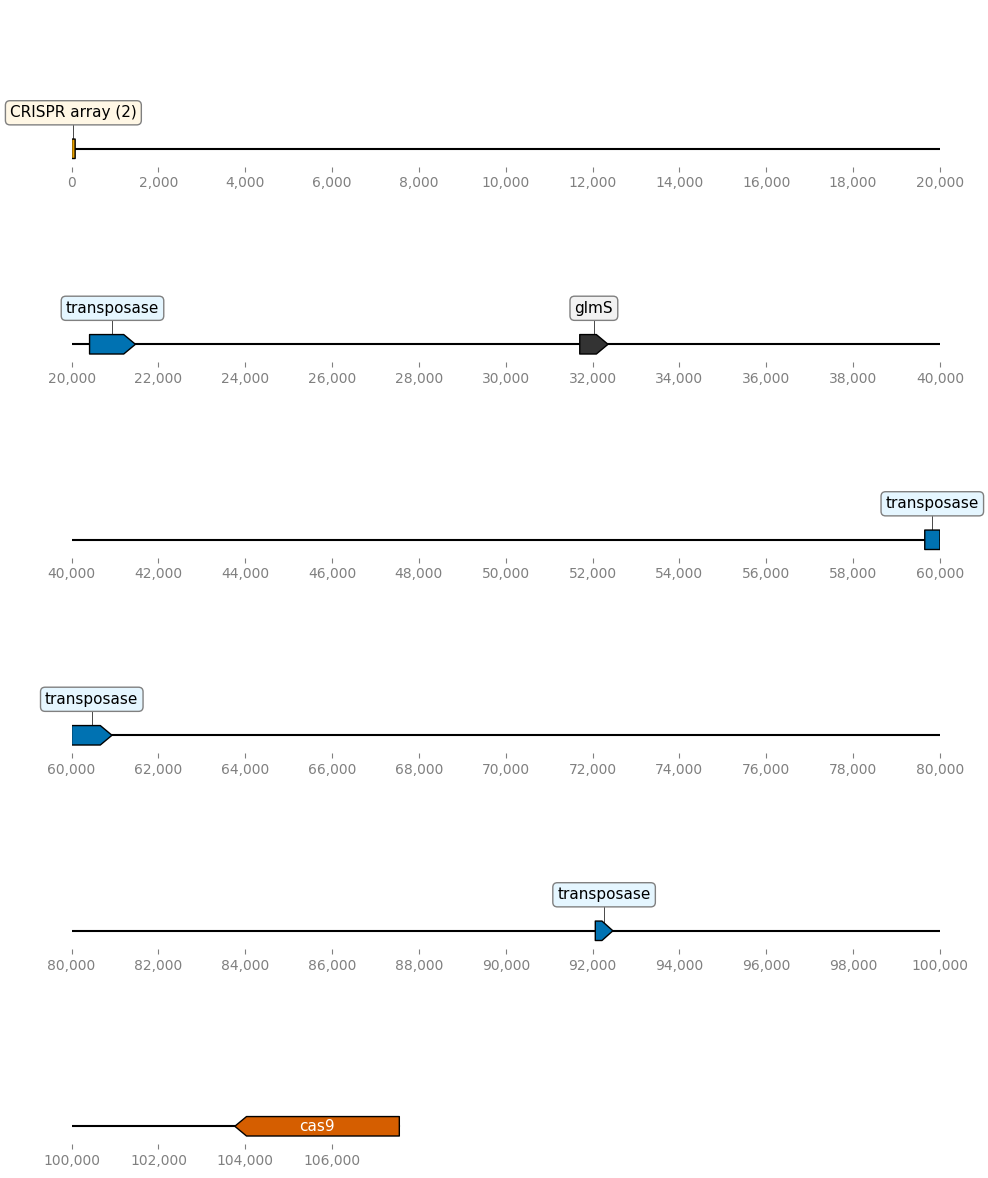 CRISPR array (2)
0 2,000 4,000 6,000 8,000 10,000 12,000 14,000 16,000 18,000 20,000
transposase glmS
20,000 22,000 24,000 26,000 28,000 30,000 32,000 34,000 36,000 38,000 40,000
transposase
40,000 42,000 44,000 46,000 48,000 50,000 52,000 54,000 56,000 58,000 60,000
transposase
60,000 62,000 64,000 66,000 68,000 70,000 72,000 74,000 76,000 78,000 80,000
transposase
80,000 82,000 84,000 86,000 88,000 90,000 92,000 94,000 96,000 98,000 100,000
cas9
100,000 102,000 104,000 106,000